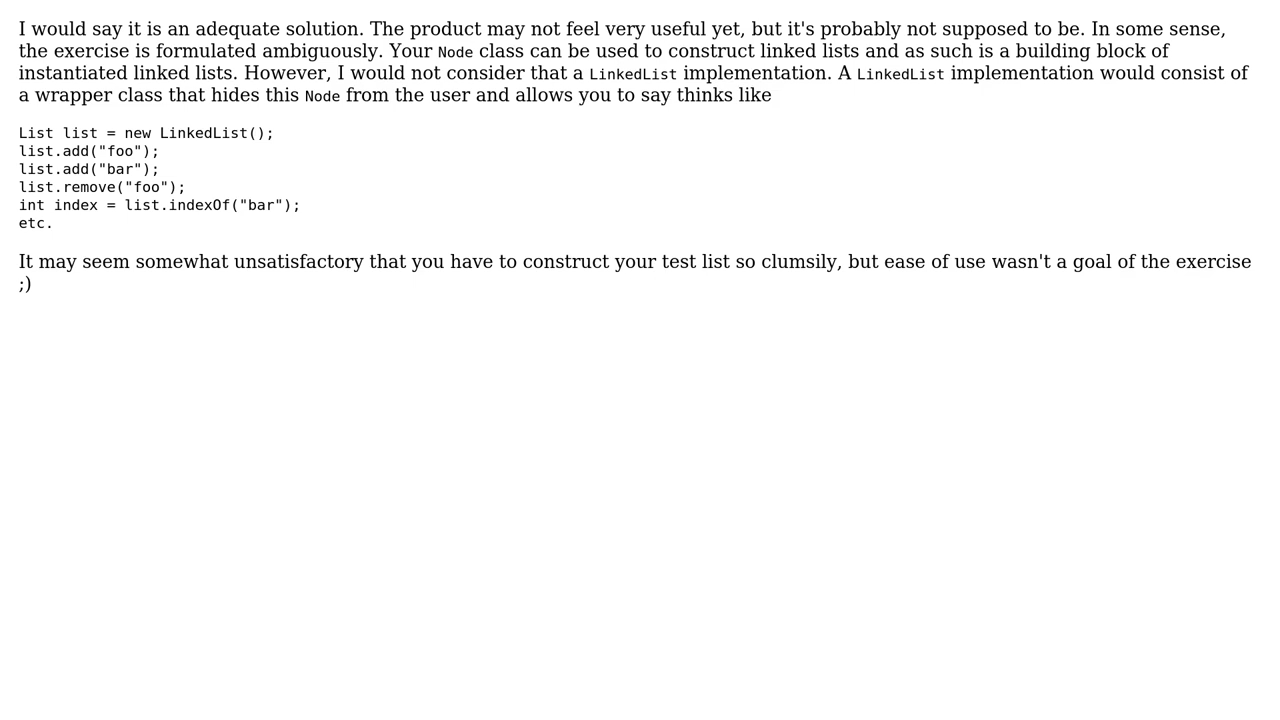 I would say it is an adequate solution. The product may not feel very useful yet, but it's probably not supposed to be. In some sense,
the exercise is formulated ambiguously. Your Node class can be used to construct linked lists and as such is a building block of
instantiated linked lists. However, I would not consider that a LinkedList implementation. A LinkedList implementation would consist of
a wrapper class that hides this Node from the user and allows you to say thinks like
List list = new LinkedList();
list.add("foo");
list.add("bar");
list.remove("foo");
int index = list.indexOf("bar");
etc.
It may seem somewhat unsatisfactory that you have to construct your test list so clumsily, but ease of use wasn't a goal of the exercise
;)